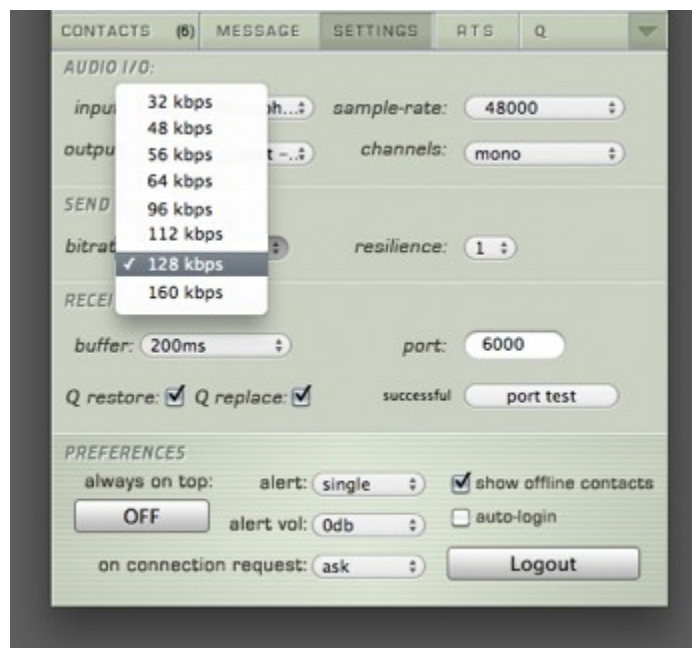 CONTACTS (6) MESSAGE SETTINGS RTS Q
AUDIO I/O:
input sample-rate: 48000
channels: mono
SEND
resilience: 1
32 kbps
48 kbps
56 kbps
64 kbps
96 kbps
112 kbps
✓ 128 kbps
160 kbps
buffer: 200ms port: 6000
Q restore: Q replace: successful port test
PREFERENCES
always on top: alert: single show offline contacts
OFF alert vol: 0db auto-login
on connection request: ask Logout